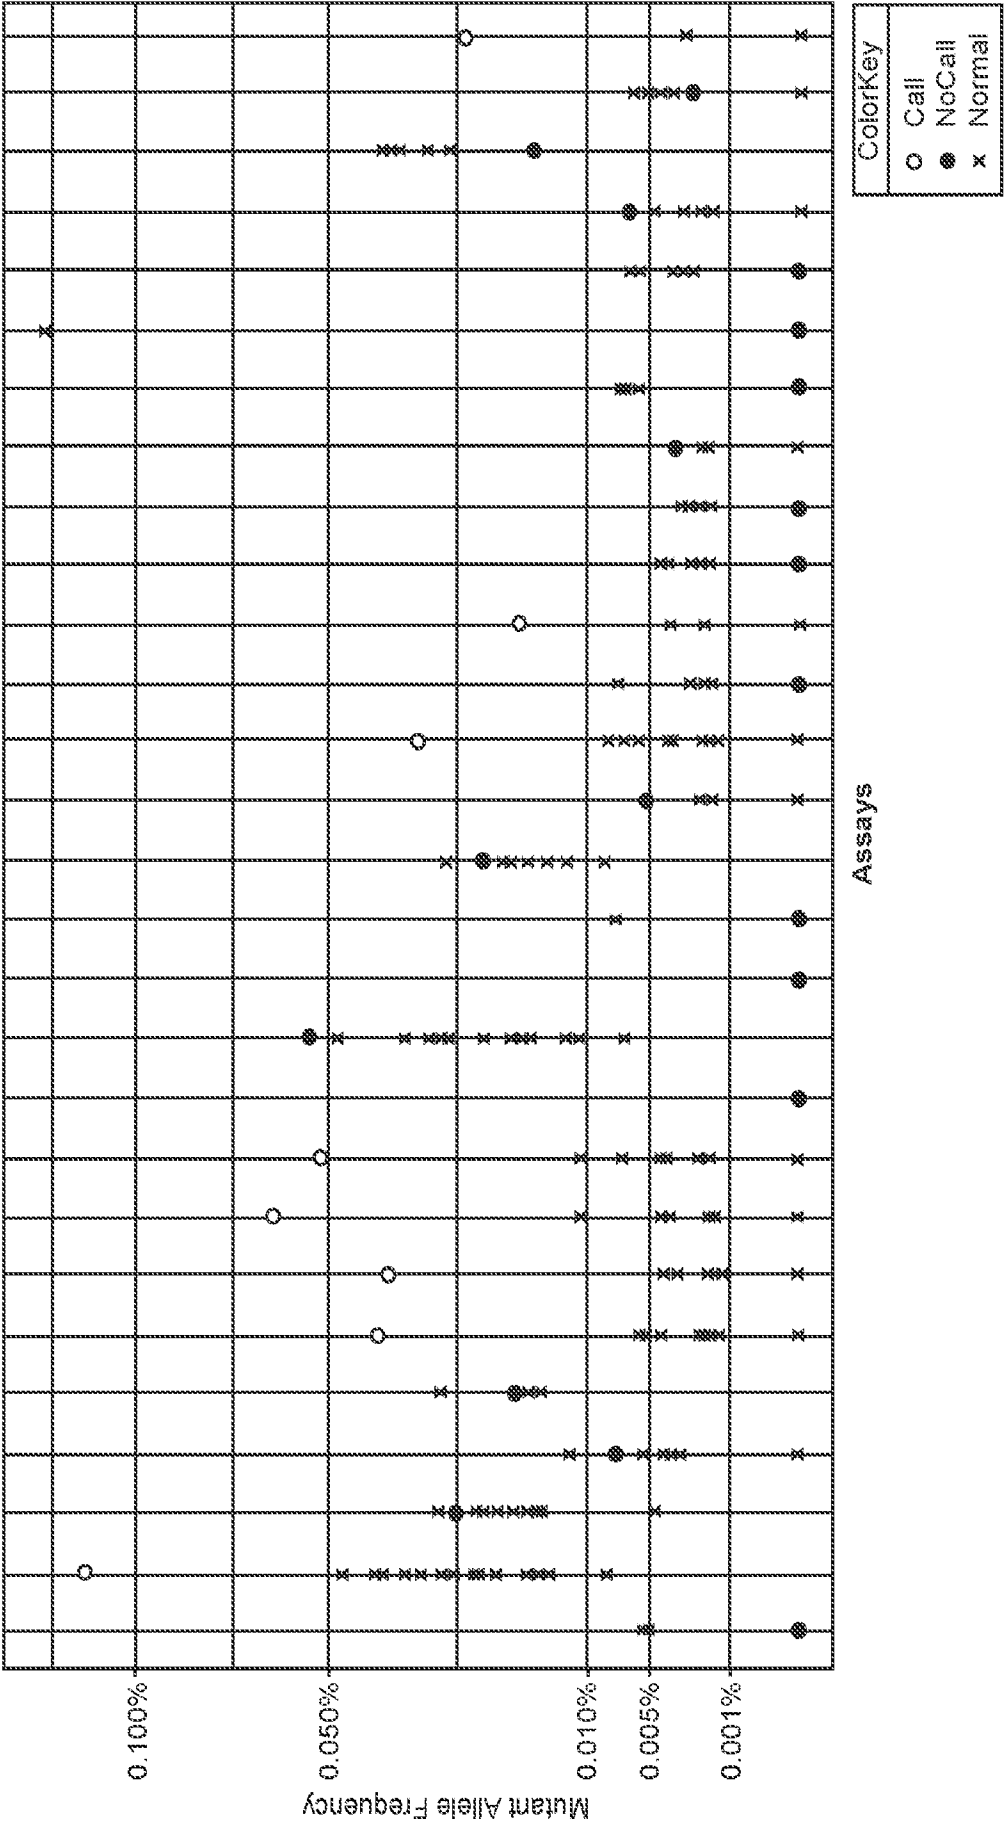 Mutant Allele Frequency
0.100%
0.050%
0.010%
0.005%
0.001%
Assays
ColorKey
Call
NoCall
Normal